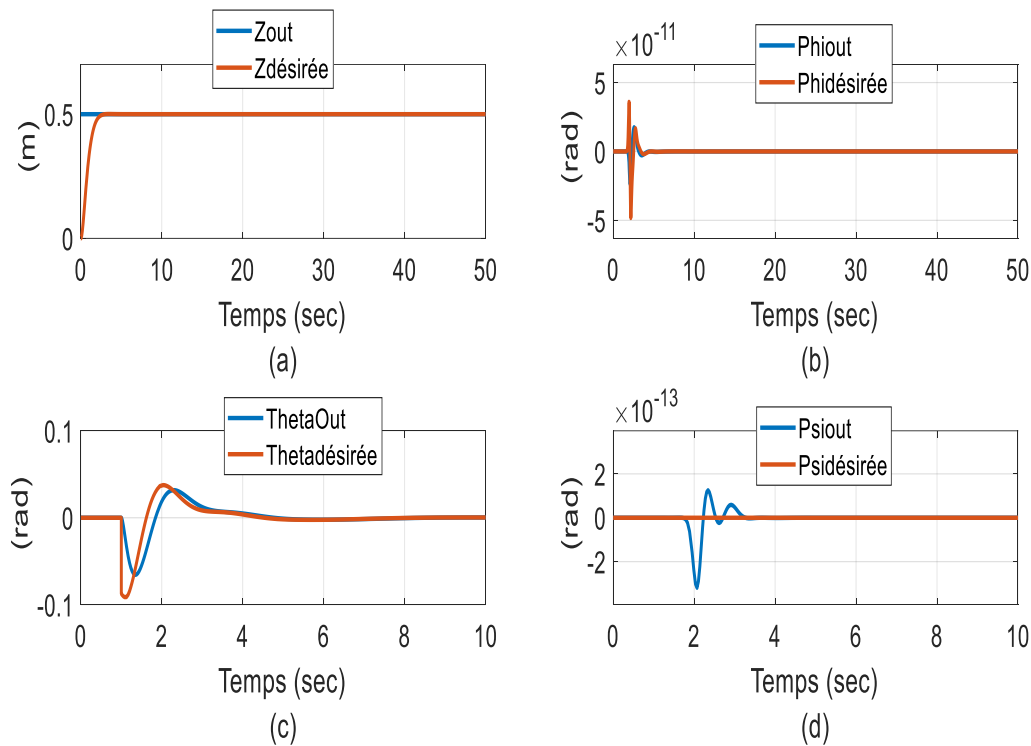 Zout
Zdésirée
0.5
0
(m)
0 10 20 30 40 50
Temps (sec)
(a)
×10⁻¹¹
Phiout
Phidésirée
5
0
-5
(rad)
0 10 20 30 40 50
Temps (sec)
(b)
ThetaOut
Thetadésirée
0.1
0
-0.1
(rad)
0 2 4 6 8 10
Temps (sec)
(c)
×10⁻¹³
Psiout
Psidésirée
2
0
-2
(rad)
0 2 4 6 8 10
Temps (sec)
(d)